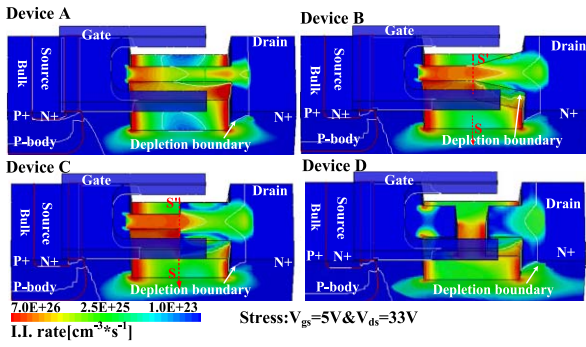 Device A
Gate
Drain
Bulk
Source
P+ N+
P-body
N+
Depletion boundary
Device B
Gate
Drain
S'
Bulk
Source
P+ N+
P-body
S
N+
Depletion boundary
Device C
Gate
Drain
S'
Bulk
Source
P+ N+
P-body
S
N+
Depletion boundary
Device D
Gate
Drain
Bulk
Source
P+ N+
P-body
N+
Depletion boundary
7.0E+26 2.5E+25 1.0E+23
I.I. rate[cm⁻³*s⁻¹]
Stress:Vgs=5V&Vds=33V